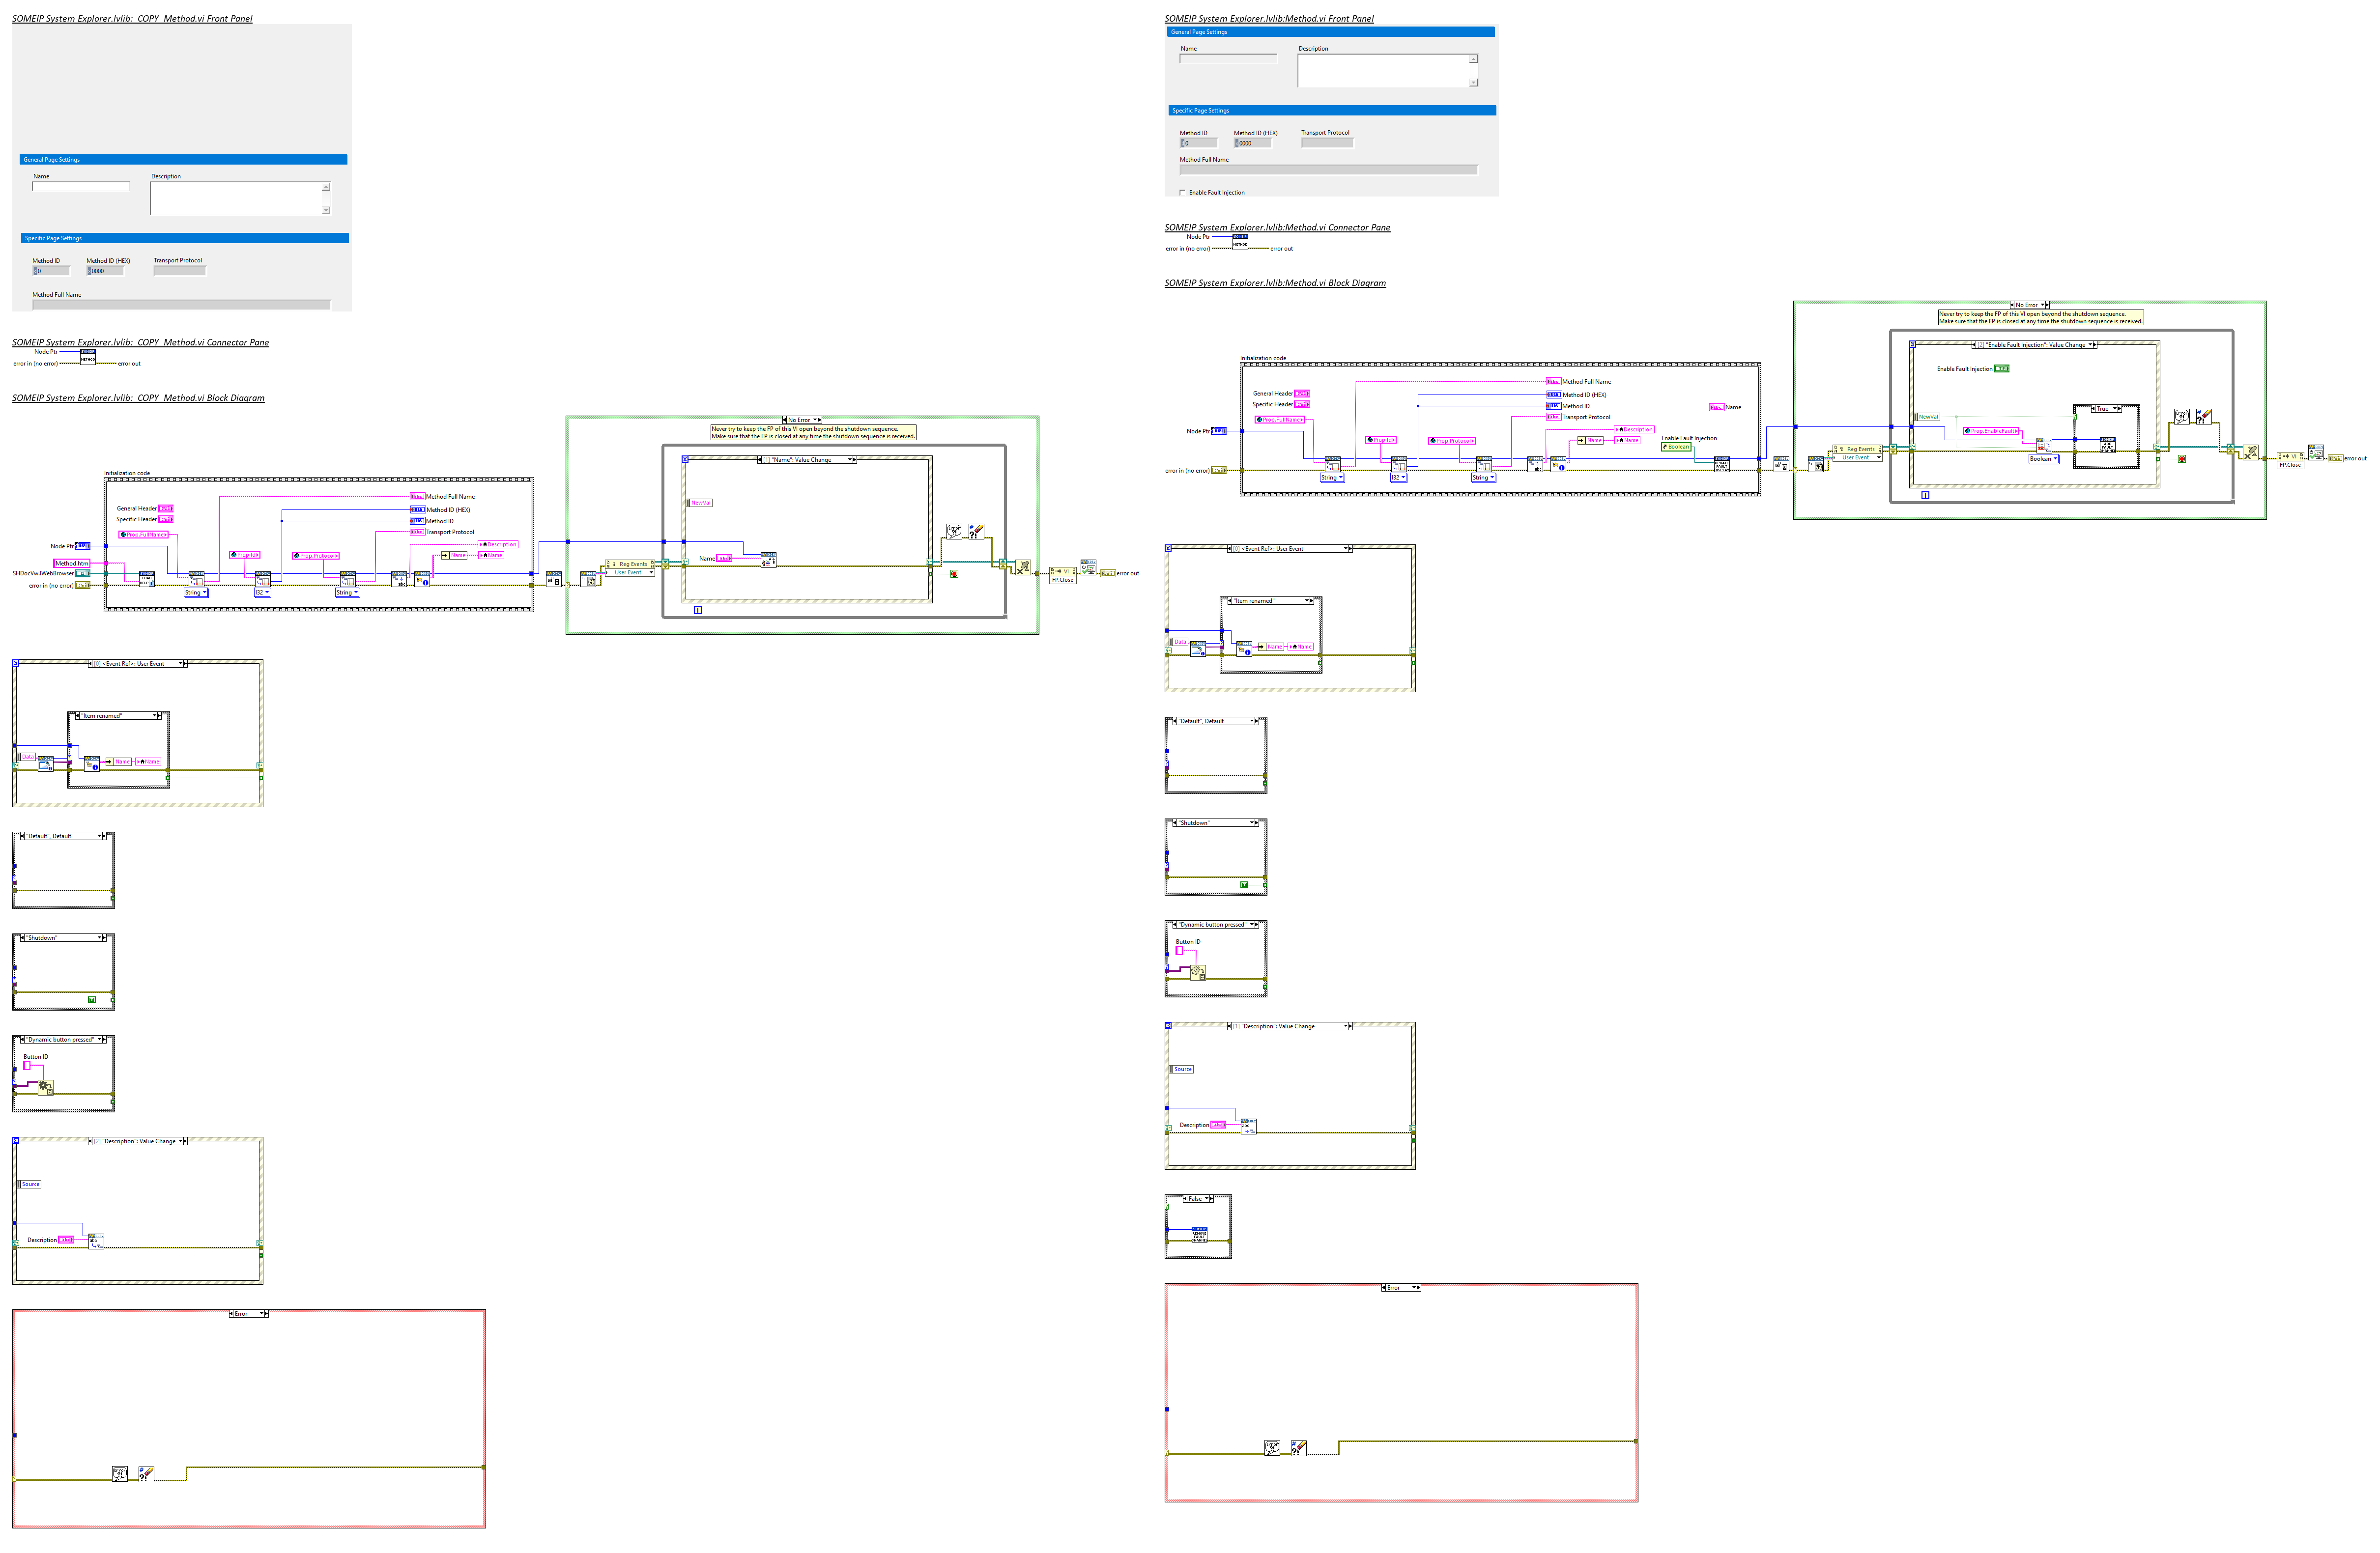 SOMEIP System Explorer.lvlib:_COPY_Method.vi Front Panel
General Page Settings
Name
Description
Specific Page Settings
Method ID
Method ID (HEX)
Transport Protocol
0
0000
Method Full Name
SOMEIP System Explorer.lvlib:_COPY_Method.vi Connector Pane
Node Ptr
error in (no error)
error out
METHOD
SOMEIP System Explorer.lvlib:_COPY_Method.vi Block Diagram
No Error
Never try to keep the FP of this VI open beyond the shutdown sequence.
Make sure that the FP is closed at any time the shutdown sequence is received.
[1] "Name": Value Change
Initialization code
Method Full Name
NewVal
General Header
Method ID (HEX)
Specific Header
Method ID
Transport Protocol
Prop.FullName
Description
Node Ptr
Prop.Id
Prop.Protocol
Name
Name
Name
Method.htm
Reg Events
User Event
SHDocVw.IWebBrowser
error in (no error)
String
I32
String
FP.Close
error out
[0] <Event Ref>: User Event
"Item renamed"
Data
Name
Name
"Default", Default
"Shutdown"
"Dynamic button pressed"
Button ID
[2] "Description": Value Change
Source
Description
Error
SOMEIP System Explorer.lvlib:Method.vi Front Panel
General Page Settings
Name
Description
Specific Page Settings
Method ID
Method ID (HEX)
Transport Protocol
0
0000
Method Full Name
Enable Fault Injection
SOMEIP System Explorer.lvlib:Method.vi Connector Pane
Node Ptr
error in (no error)
error out
METHOD
SOMEIP System Explorer.lvlib:Method.vi Block Diagram
No Error
Never try to keep the FP of this VI open beyond the shutdown sequence.
Make sure that the FP is closed at any time the shutdown sequence is received.
[2] "Enable Fault Injection": Value Change
Initialization code
Enable Fault Injection
Method Full Name
General Header
Method ID (HEX)
Specific Header
Method ID
Name
True
Transport Protocol
NewVal
Prop.FullName
Description
Node Ptr
Prop.Id
Prop.Protocol
Name
Name
Enable Fault Injection
Boolean
Prop.EnableFault
Reg Events
User Event
Boolean
error in (no error)
String
I32
String
FP.Close
error out
[0] <Event Ref>: User Event
"Item renamed"
Data
Name
Name
"Default", Default
"Shutdown"
"Dynamic button pressed"
Button ID
[1] "Description": Value Change
Source
Description
False
Error